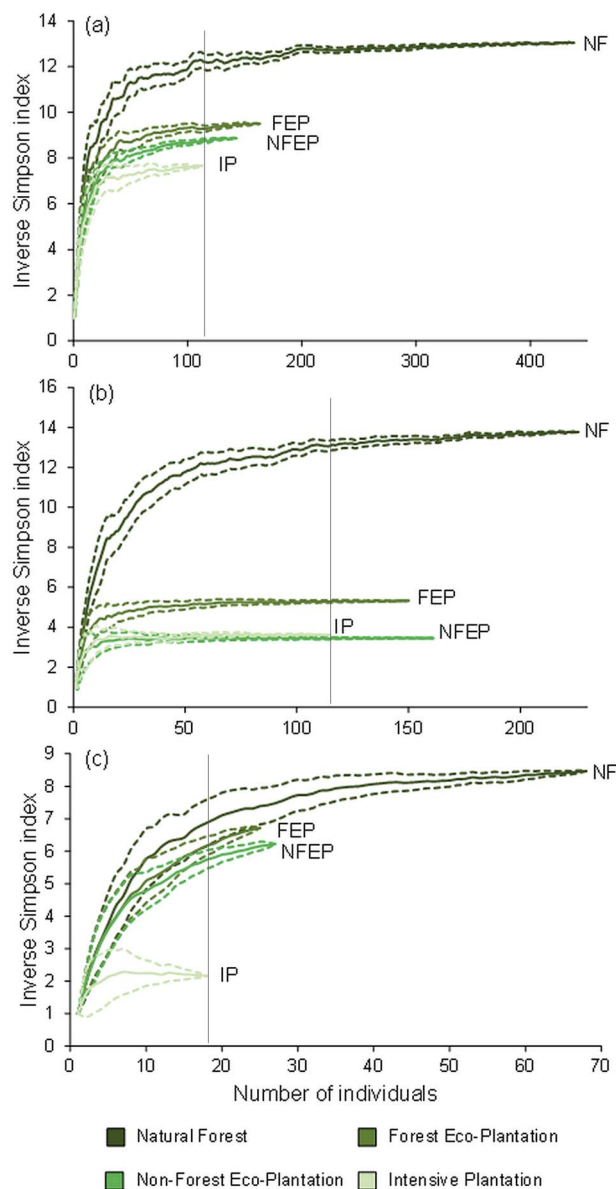 (a)
Inverse Simpson index
14
12
10
8
6
4
2
0
NF
FEP
NFEP
IP
0 100 200 300 400
(b)
Inverse Simpson index
16
14
12
10
8
6
4
2
0
NF
FEP
IP
NFEP
0 50 100 150 200
(c)
Inverse Simpson index
9
8
7
6
5
4
3
2
1
0
NF
FEP
NFEP
IP
0 10 20 30 40 50 60 70
Number of individuals
Natural Forest Forest Eco-Plantation
Non-Forest Eco-Plantation Intensive Plantation